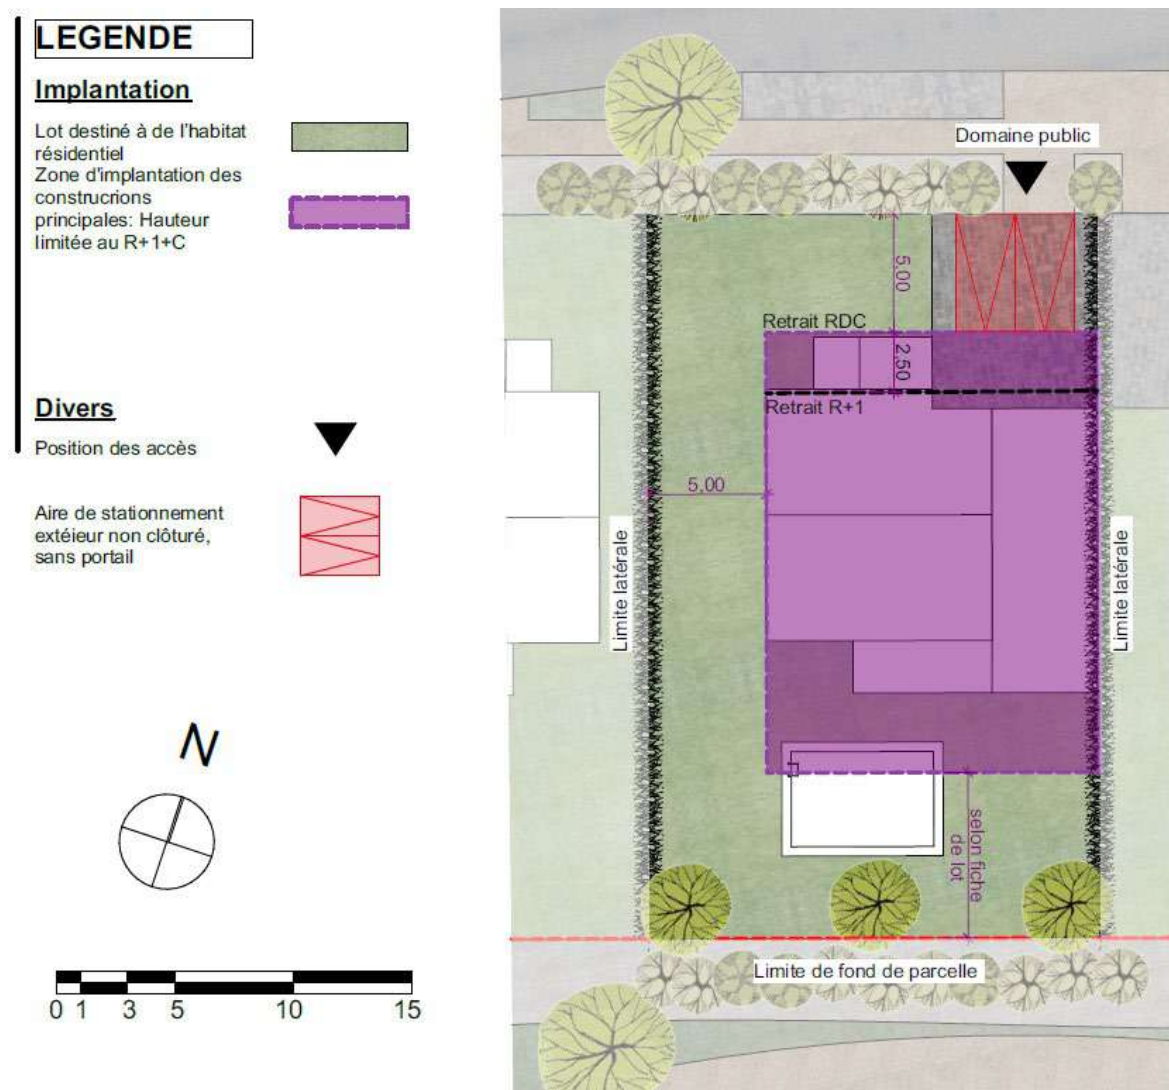 LEGENDE
Implantation
Lot destiné à de l'habitat
résidentiel
Zone d'implantation des
construcrions
principales: Hauteur
limitée au R+1+C
Divers
Position des accès
Aire de stationnement
extéieur non clôturé,
sans portail
N
0 1 3 5 10 15
Domaine public
5,00
Retrait RDC
2,50
Retrait R+1
5,00
Limite latérale
Limite latérale
selon fiche
de lot
Limite de fond de parcelle